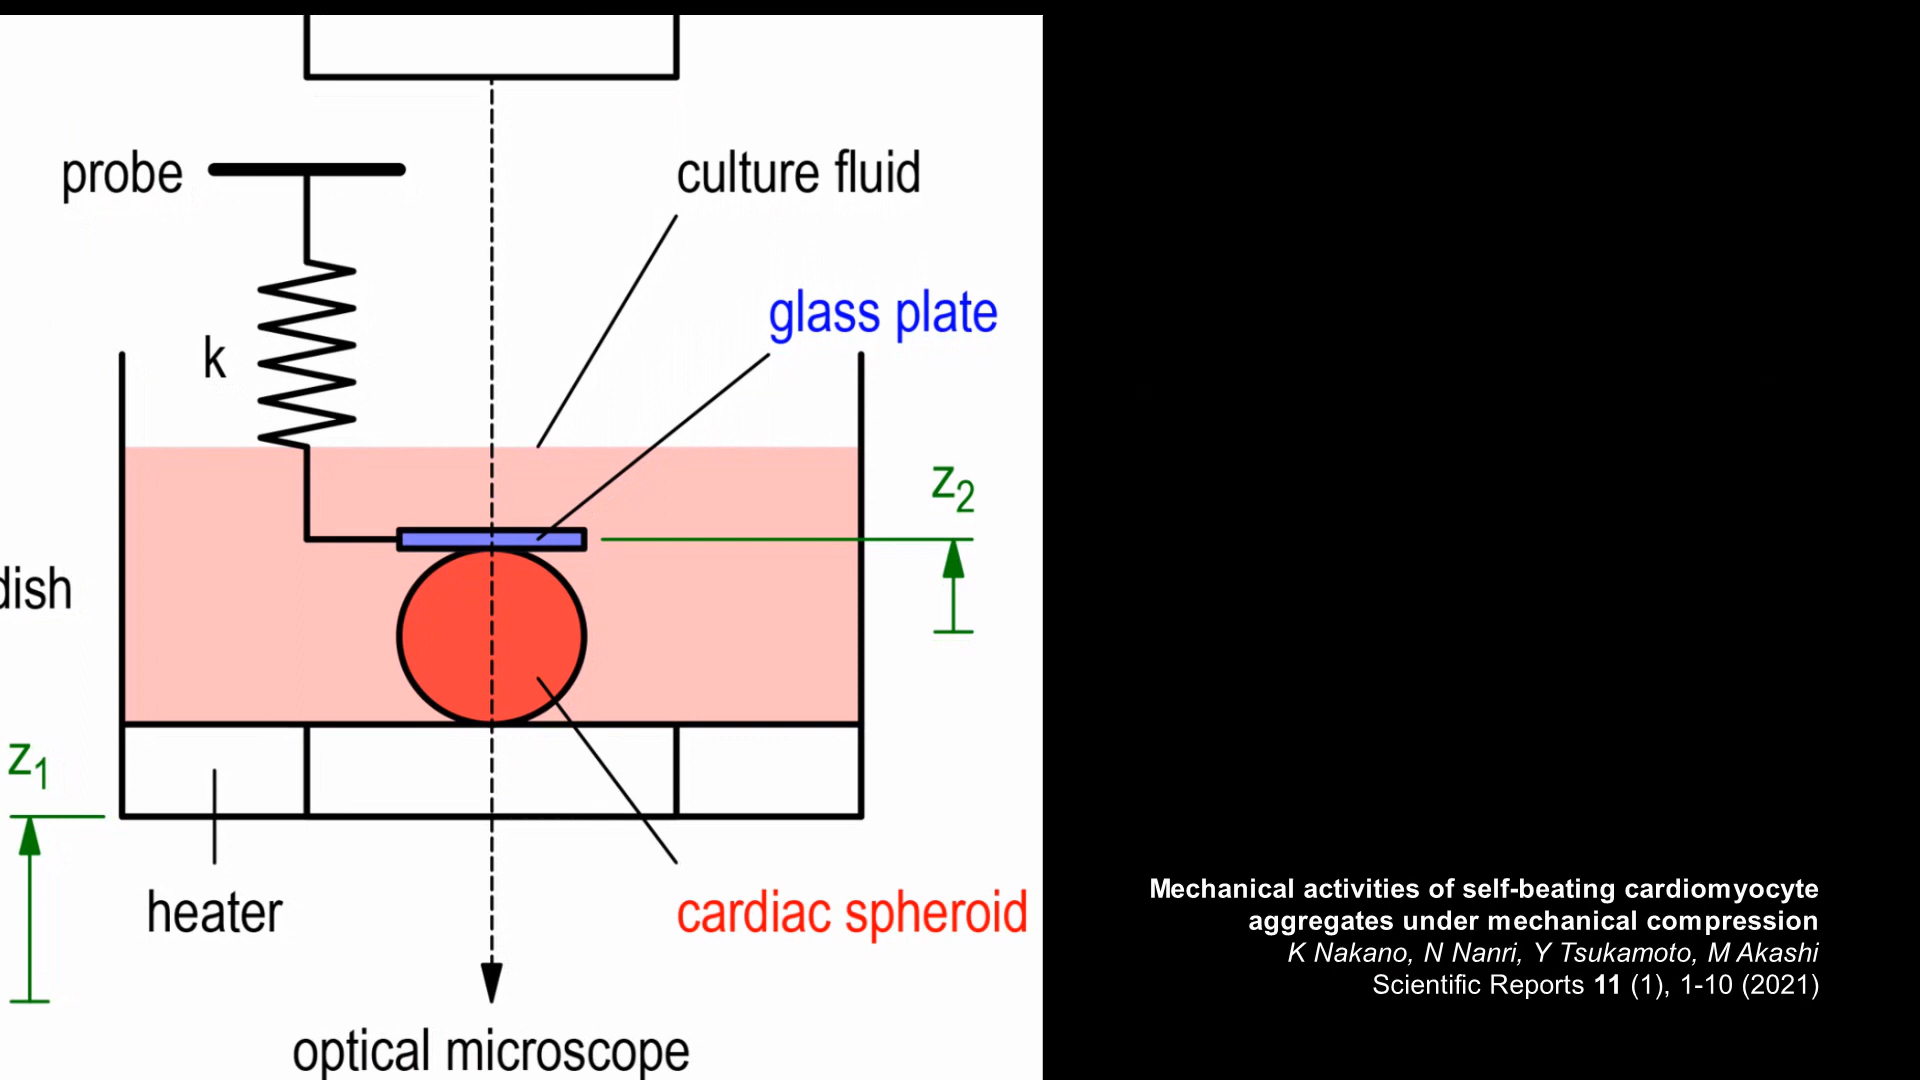 probe
culture fluid
glass plate
k
z2
dish
z1
heater
cardiac spheroid
optical microscope
Mechanical activities of self-beating cardiomyocyte
aggregates under mechanical compression
K Nakano, N Nanri, Y Tsukamoto, M Akashi
Scientific Reports 11 (1), 1-10 (2021)